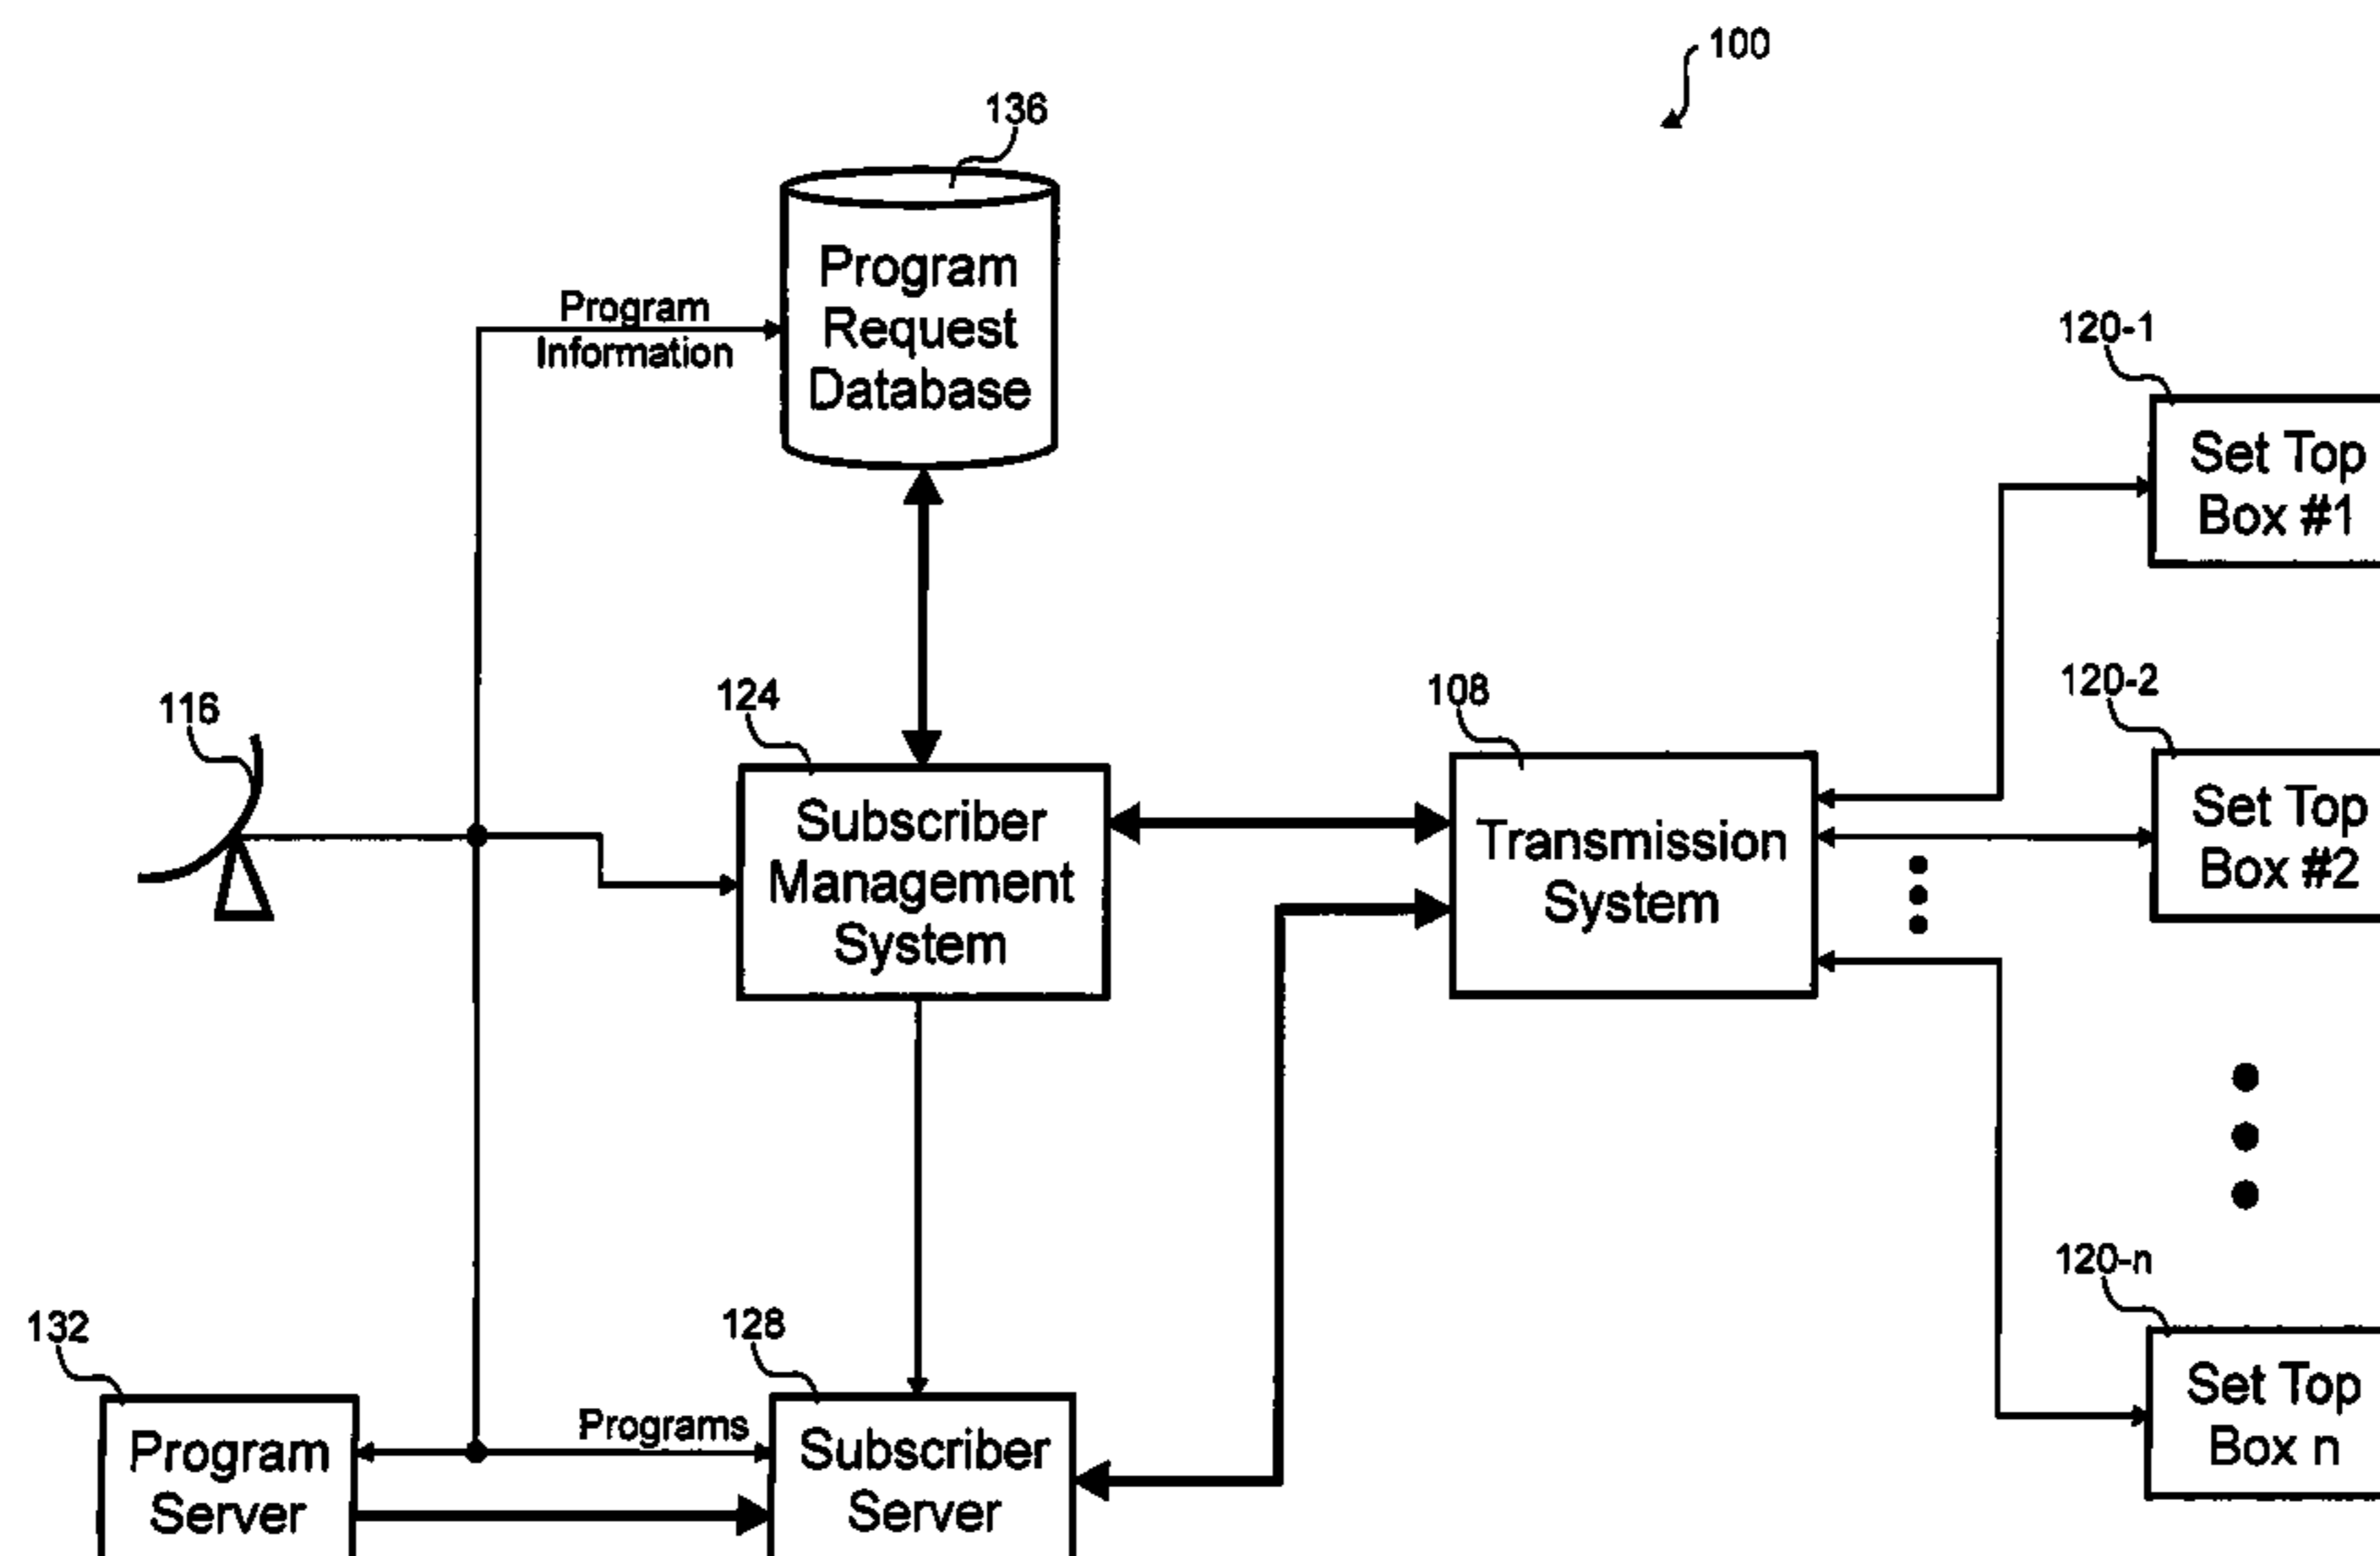 100
136
Program
Request
Database
Program
Information
120-1
Set Top
Box #1
116
124
Subscriber
Management
System
108
Transmission
System
120-2
Set Top
Box #2
120-n
Set Top
Box n
132
Program
Server
Programs
128
Subscriber
Server